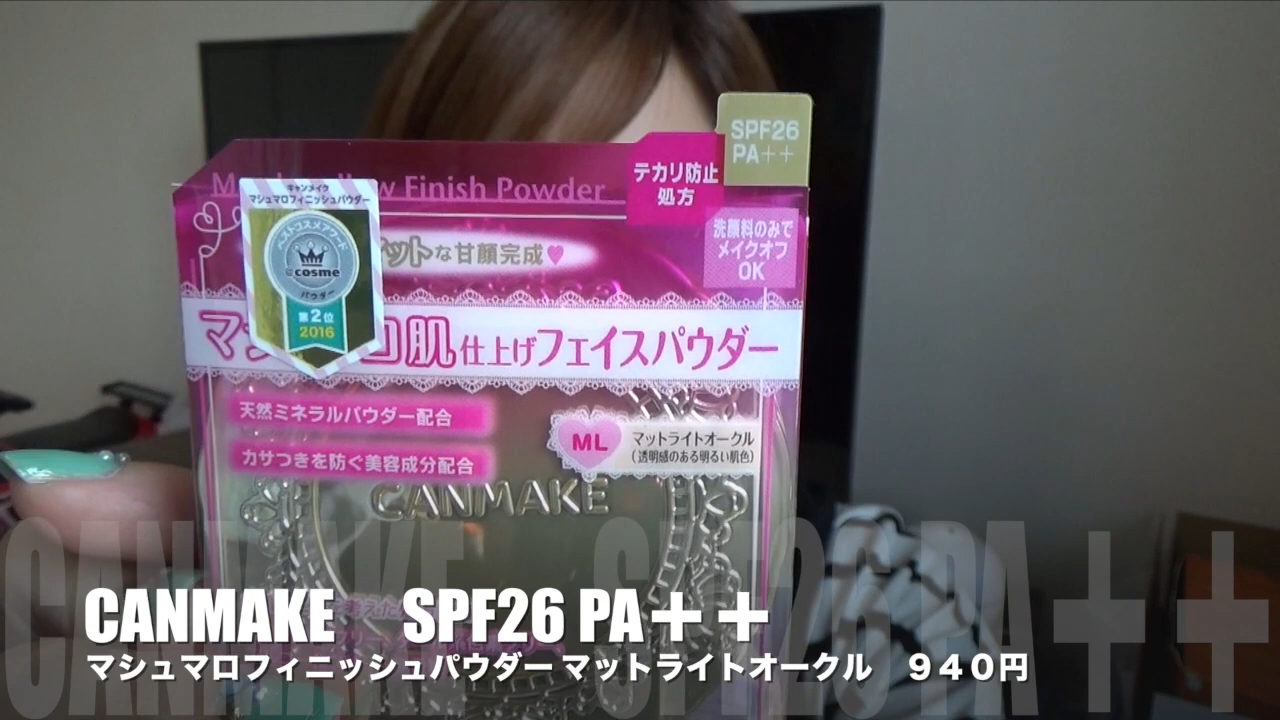 SPF26
PA++
テカリ防止
処方
Finish Powder
キャンメイク
マシュマロフィニッシュパウダー
ベストコスメアワード
@cosme
パウダー
第2位
2016
洗顔料のみで
メイクオフ
OK
な甘顔完成♥
肌仕上げフェイスパウダー
天然ミネラルパウダー配合
カサつきを防ぐ美容成分配合
ML
マットライトオークル
(透明感のある明るい肌色)
CANMAKE
CANMAKE SPF26 PA++
CANMAKE SPF26 PA++
マシュマロフィニッシュパウダー マットライトオークル 940円